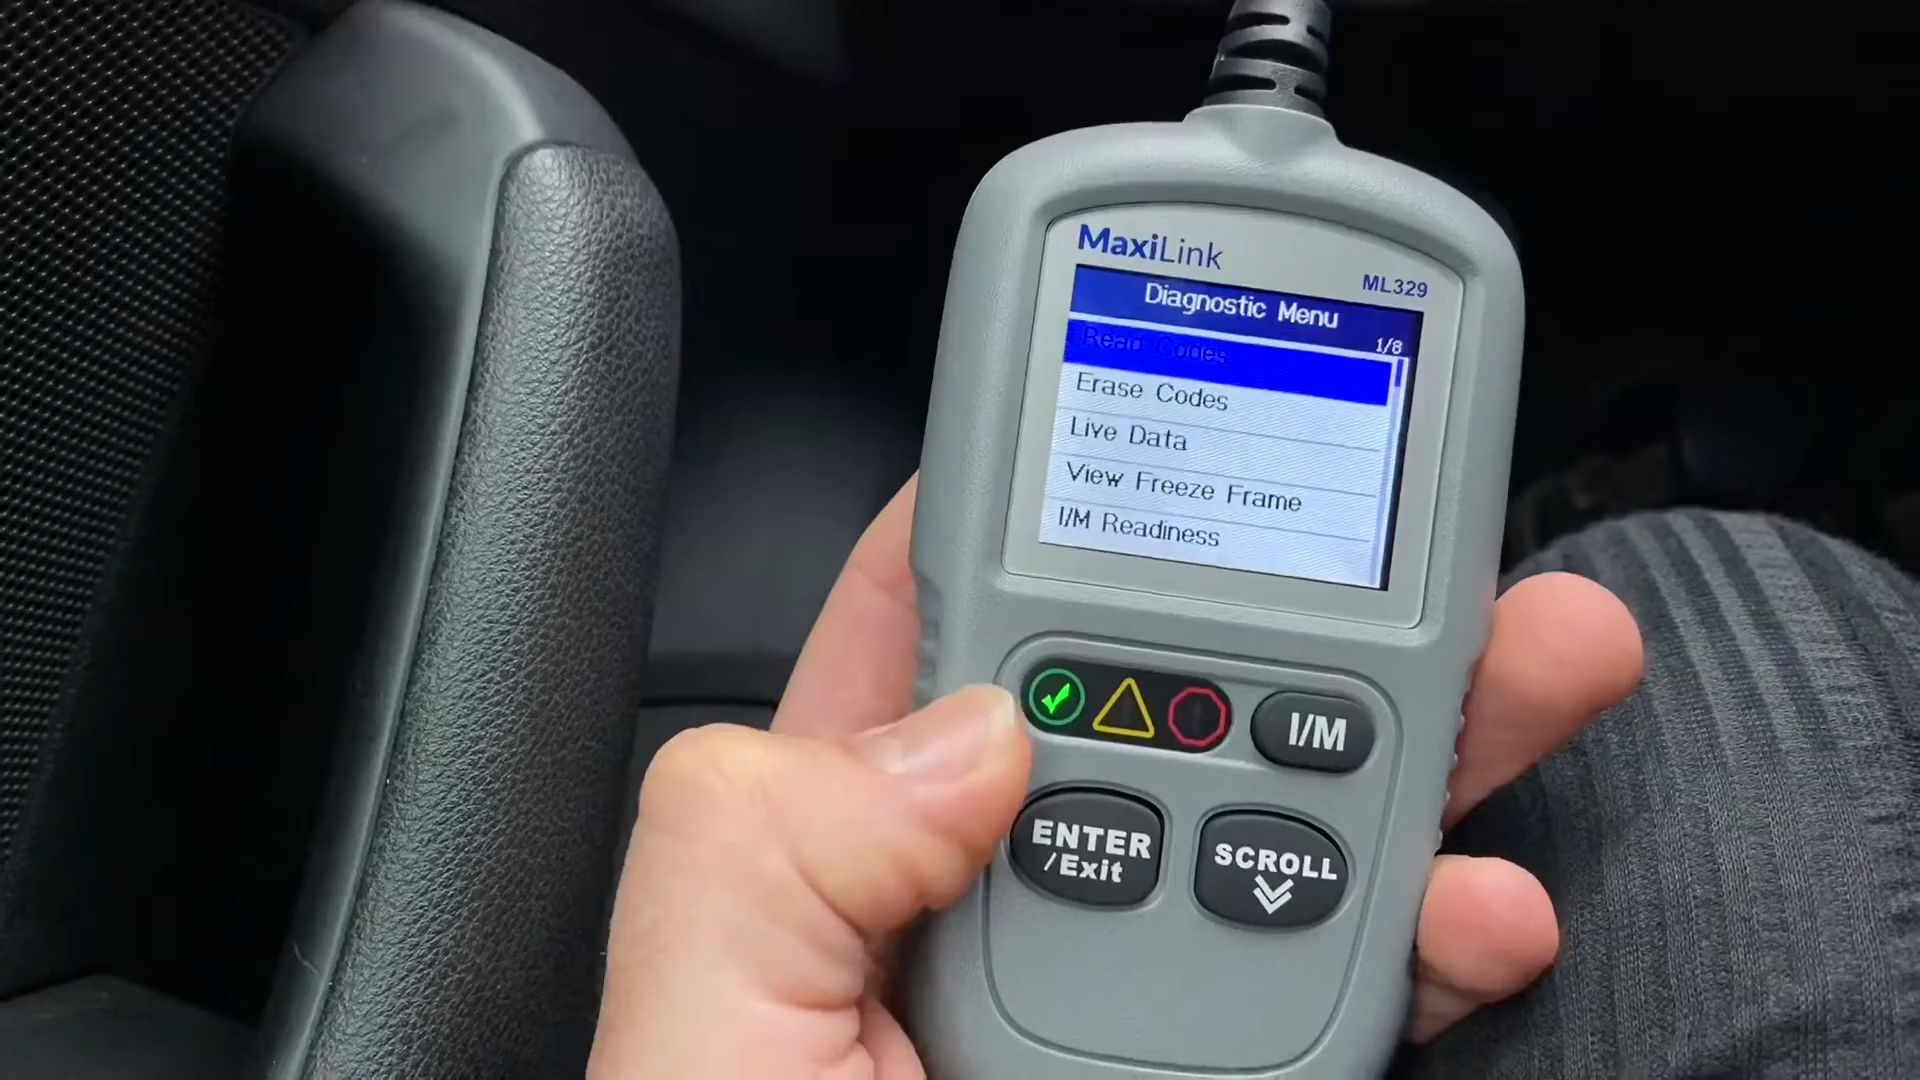 MaxiLink
ML329
Diagnostic Menu
1/8
Read Codes
Erase Codes
Live Data
View Freeze Frame
I/M Readiness
I/M
ENTER
/Exit
SCROLL